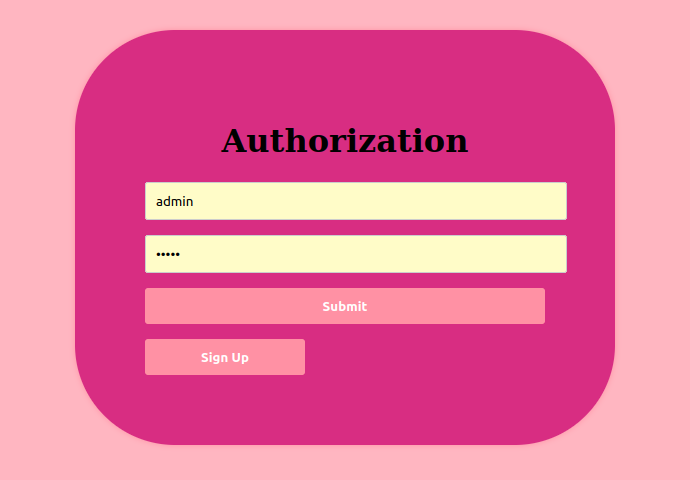 Authorization
admin
•••••
Submit
Sign Up